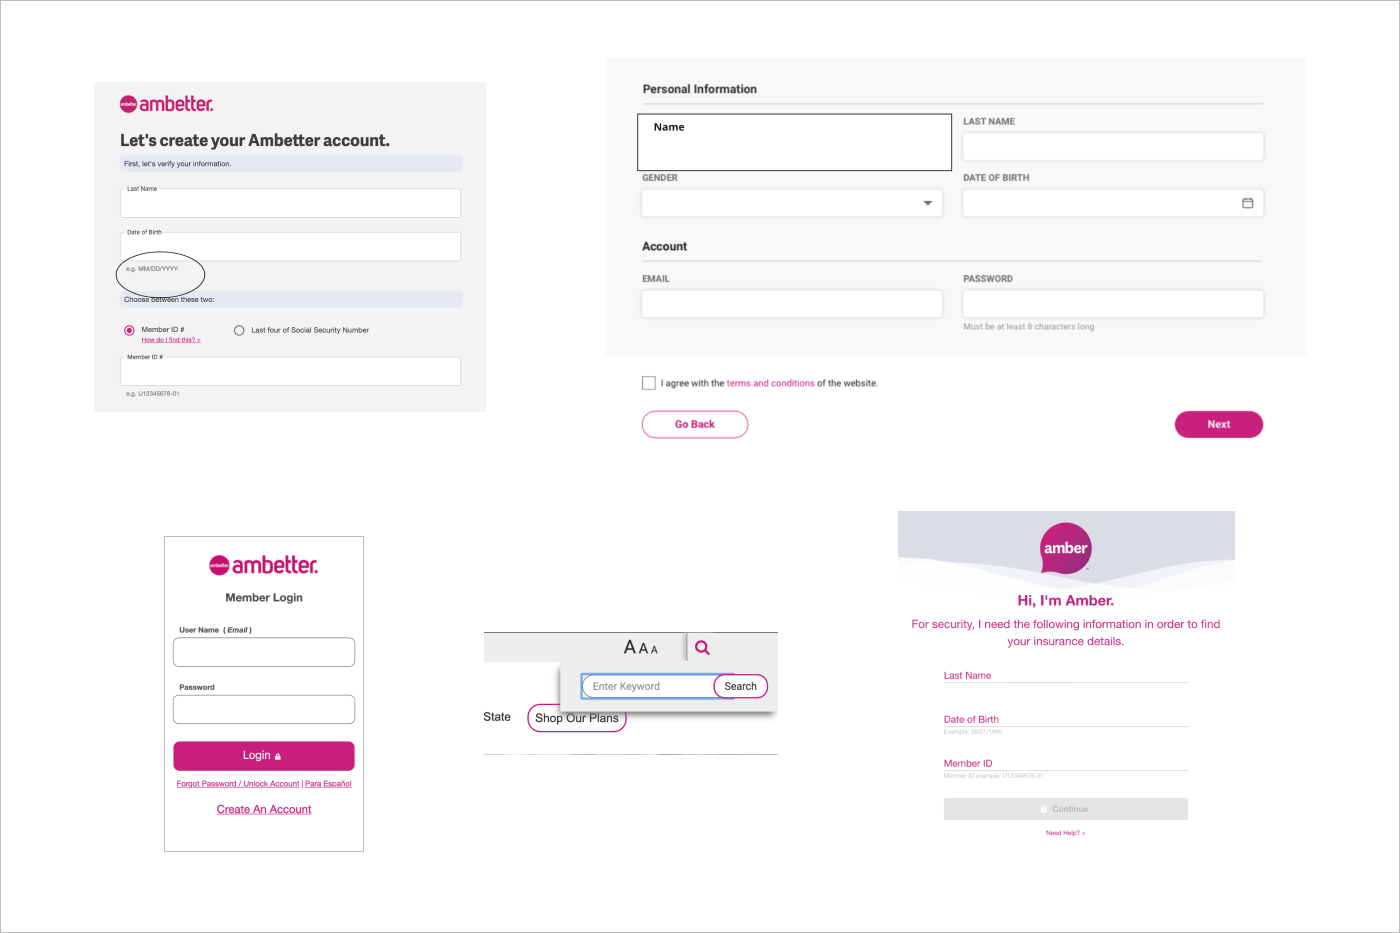 ambetter ambetter.
Let's create your Ambetter account.
First, let's verify your information.
Last Name
Date of Birth
e.g. MM/DD/YYYY
Choose between these two:
Member ID #
How do I find this? >
Last four of Social Security Number
Member ID #
e.g. U12345678-01
Personal Information
Name
LAST NAME
GENDER
DATE OF BIRTH
Account
EMAIL
PASSWORD
Must be at least 8 characters long
I agree with the terms and conditions of the website.
Go Back
Next
ambetter ambetter.
Member Login
User Name ( Email )
Password
Login
Forgot Password / Unlock Account | Para Español
Create An Account
A A A
Enter Keyword
Search
State
Shop Our Plans
amber
Hi, I'm Amber.
For security, I need the following information in order to find
your insurance details.
Last Name
Date of Birth
Example: 09/21/1995
Member ID
Member ID example: U12345678-01
Continue
Need Help? >